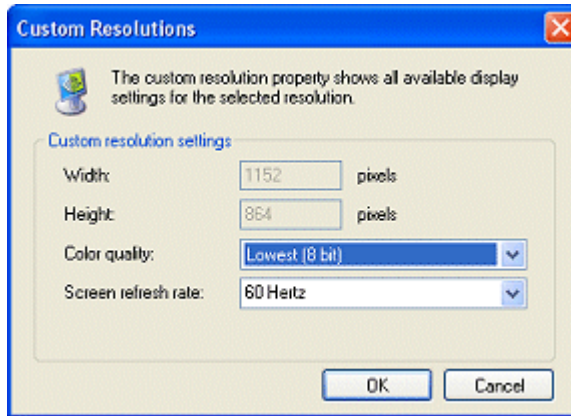 Custom Resolutions
The custom resolution property shows all available display
settings for the selected resolution.
Custom resolution settings
Width: 1152 pixels
Height: 864 pixels
Color quality: Lowest (8 bit)
Screen refresh rate: 60 Hertz
OK Cancel